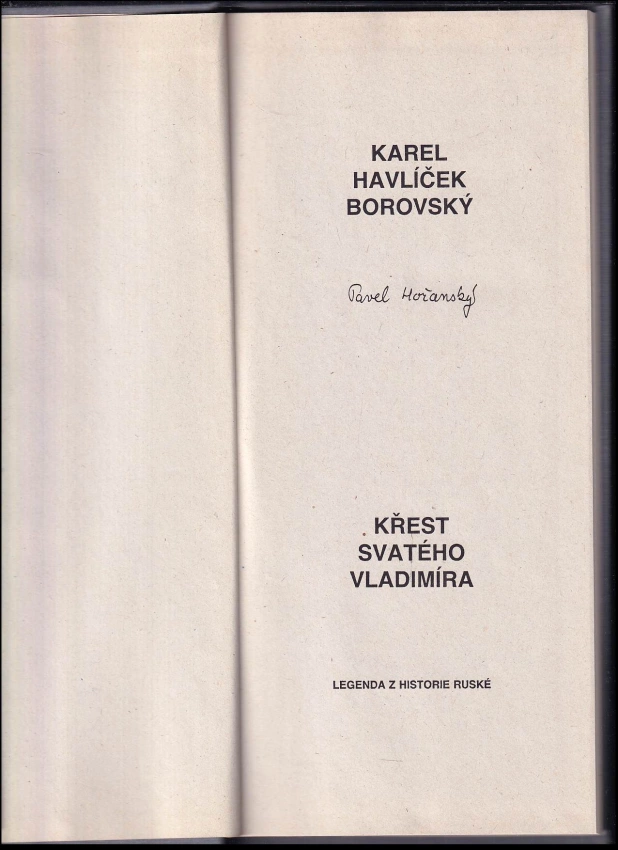 KAREL
HAVLÍČEK
BOROVSKÝ
Pavel Hořanský
KŘEST
SVATÉHO
VLADIMÍRA
LEGENDA Z HISTORIE RUSKÉ